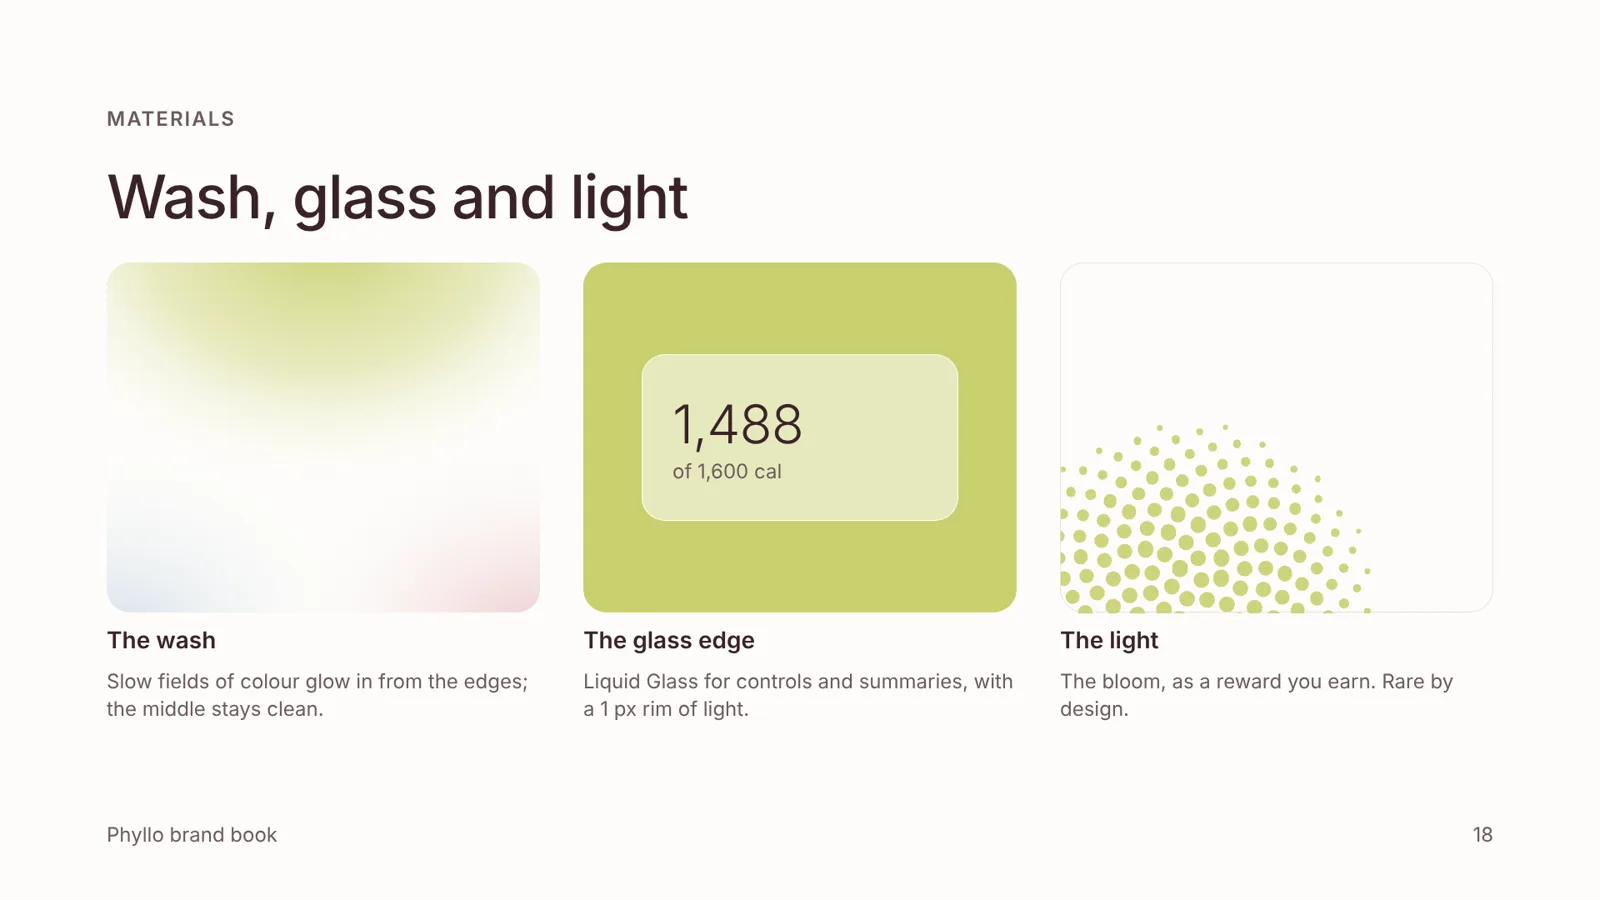 MATERIALS
Wash, glass and light
1,488
of 1,600 cal
The wash
Slow fields of colour glow in from the edges;
the middle stays clean.
The glass edge
Liquid Glass for controls and summaries, with
a 1 px rim of light.
The light
The bloom, as a reward you earn. Rare by
design.
Phyllo brand book
18